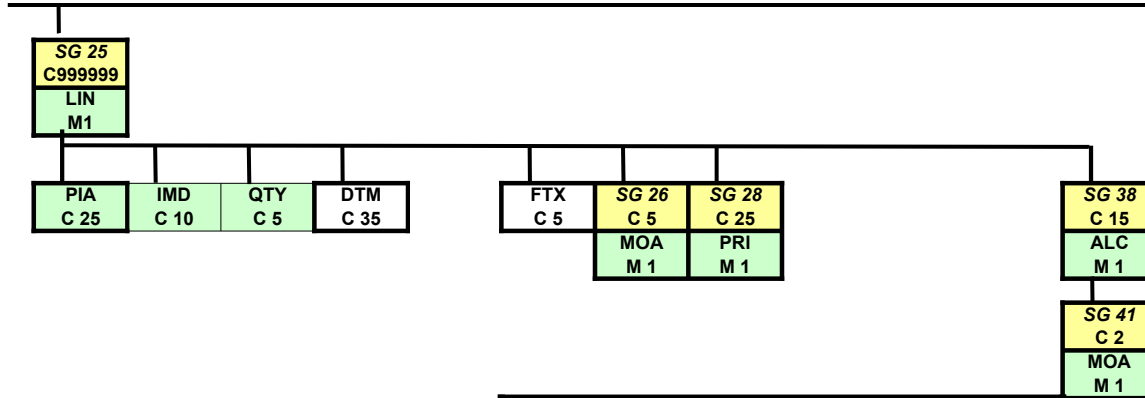 SG 25
C999999
LIN
M1
PIA
C 25
IMD
C 10
QTY
C 5
DTM
C 35
FTX
C 5
SG 26
C 5
MOA
M 1
SG 28
C 25
PRI
M 1
SG 38
C 15
ALC
M 1
SG 41
C 2
MOA
M 1